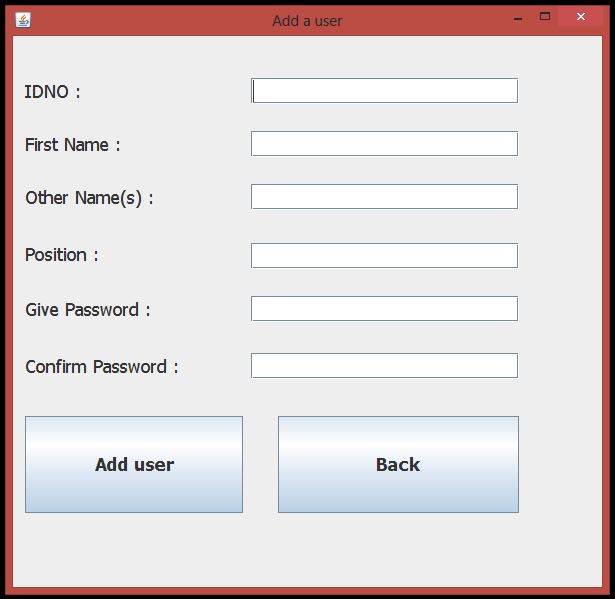 Add a user
IDNO :
First Name :
Other Name(s) :
Position :
Give Password :
Confirm Password :
Add user
Back